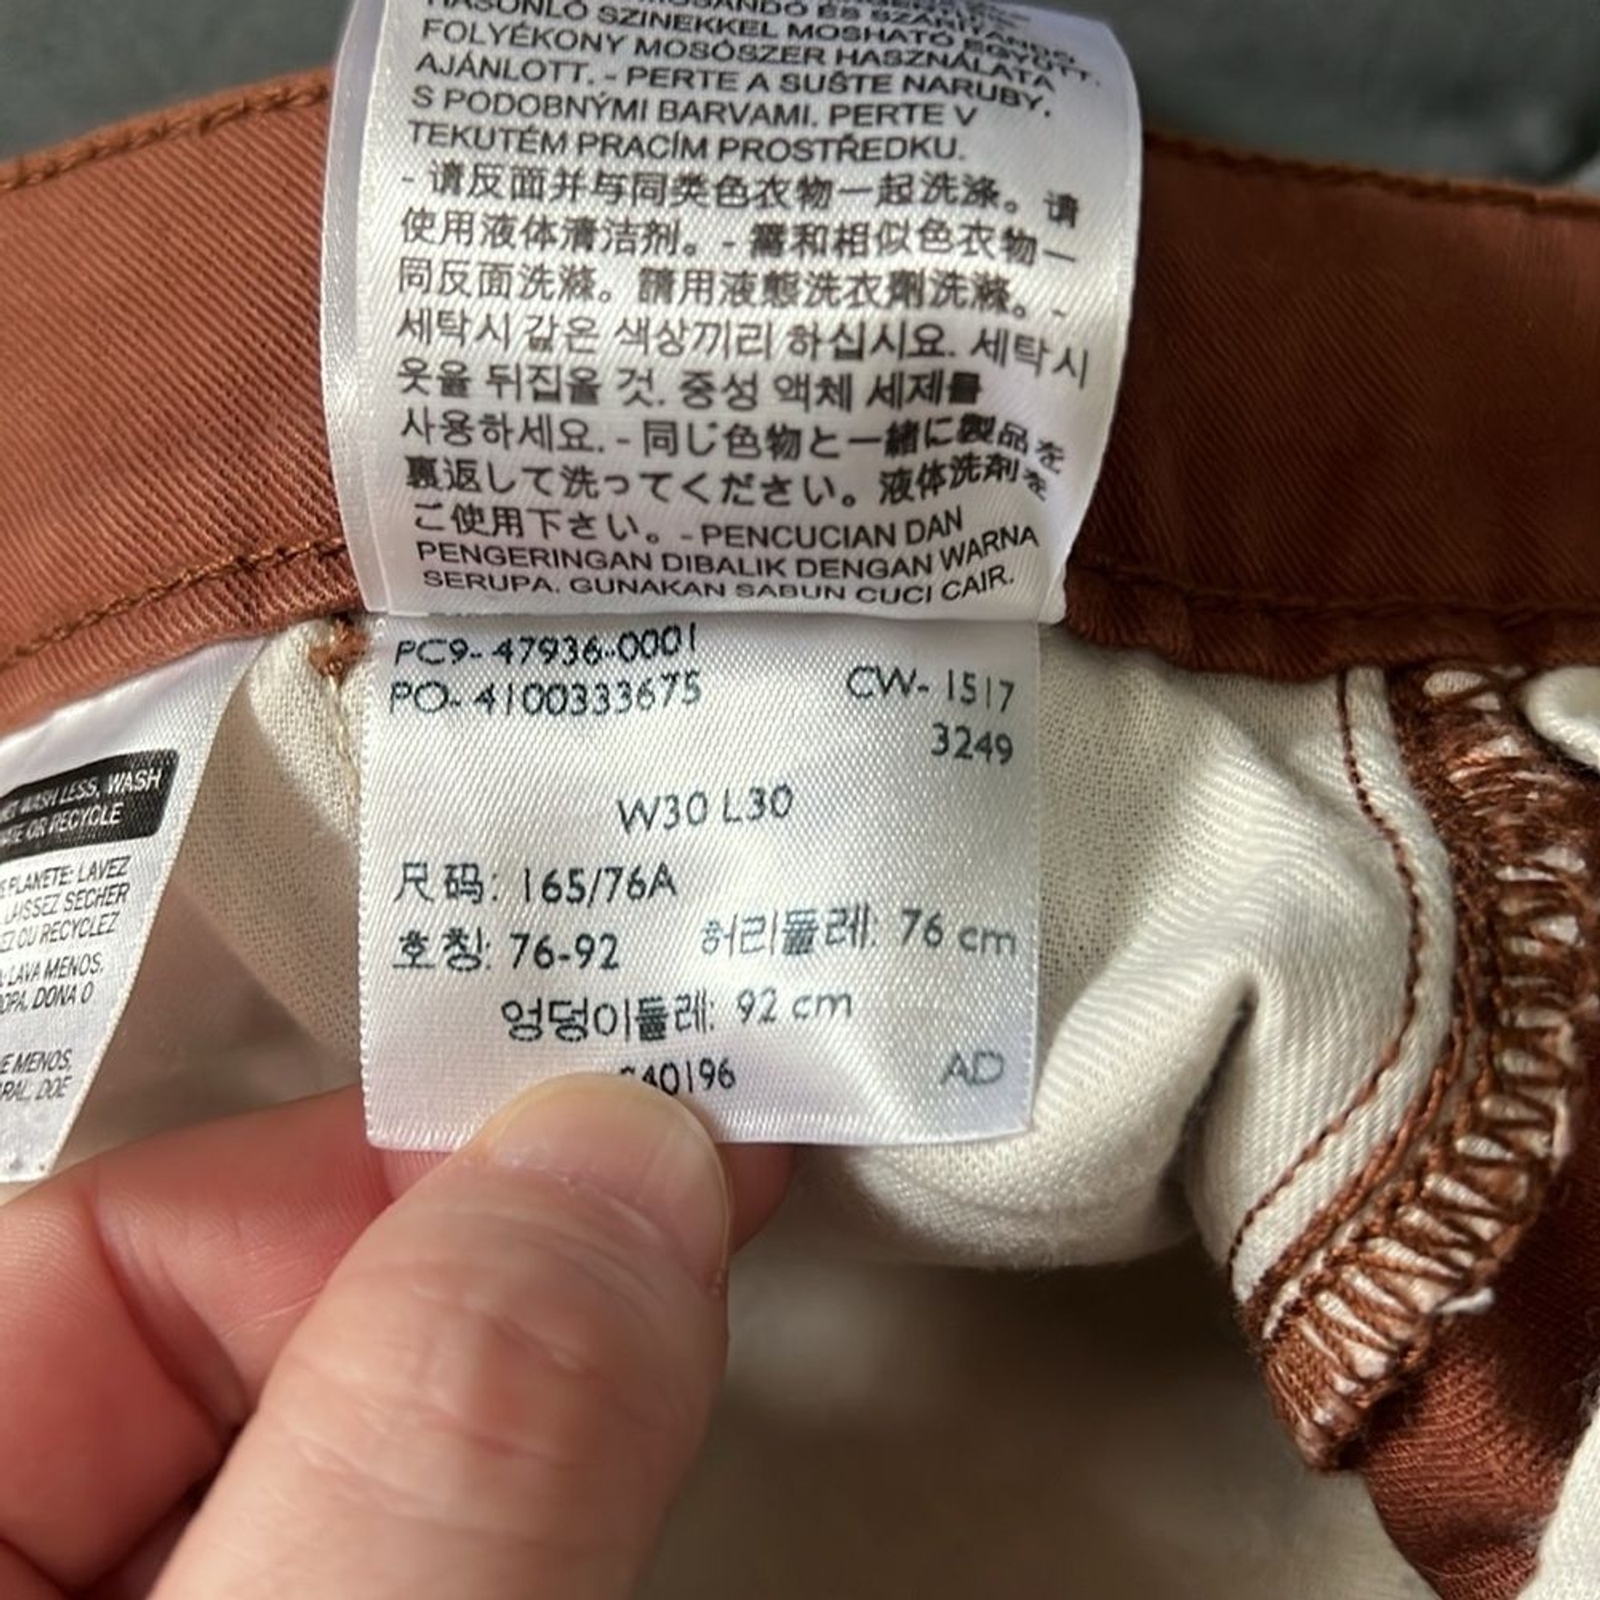 HASONLÓ SZINEKKEL MOSHATÓ EGYÜTT.
FOLYÉKONY MOSÓSZER HASZNÁLATA
AJÁNLOTT. - PERTE A SUŠTE NARUBY.
S PODOBNÝMI BARVAMI. PERTE V
TEKUTÉM PRACÍM PROSTŘEDKU.
- 请反面并与同类色衣物一起洗涤。请
使用液体清洁剂。- 需和相似色衣物一
同反面洗滌。請用液態洗衣劑洗滌。-
세탁시 같은 색상끼리 하십시요. 세탁시
옷을 뒤집을 것. 중성 액체 세제를
사용하세요. - 同じ色物と一緒に製品を
裏返して洗ってください。液体洗剤を
ご使用下さい。- PENCUCIAN DAN
PENGERINGAN DIBALIK DENGAN WARNA
SERUPA. GUNAKAN SABUN CUCI CAIR.
PC9- 47936-0001
PO- 4100333675 CW- 1517
3249
W30 L30
尺码: 165/76A
호칭: 76-92 허리둘레: 76 cm
엉덩이둘레: 92 cm
40196 AD
WASH LESS, WASH
OR RECYCLE
PLANETE: LAVEZ
LAISSEZ SECHER
OU RECYCLEZ
LAVA MENOS,
DONA O
MENOS,
DOE